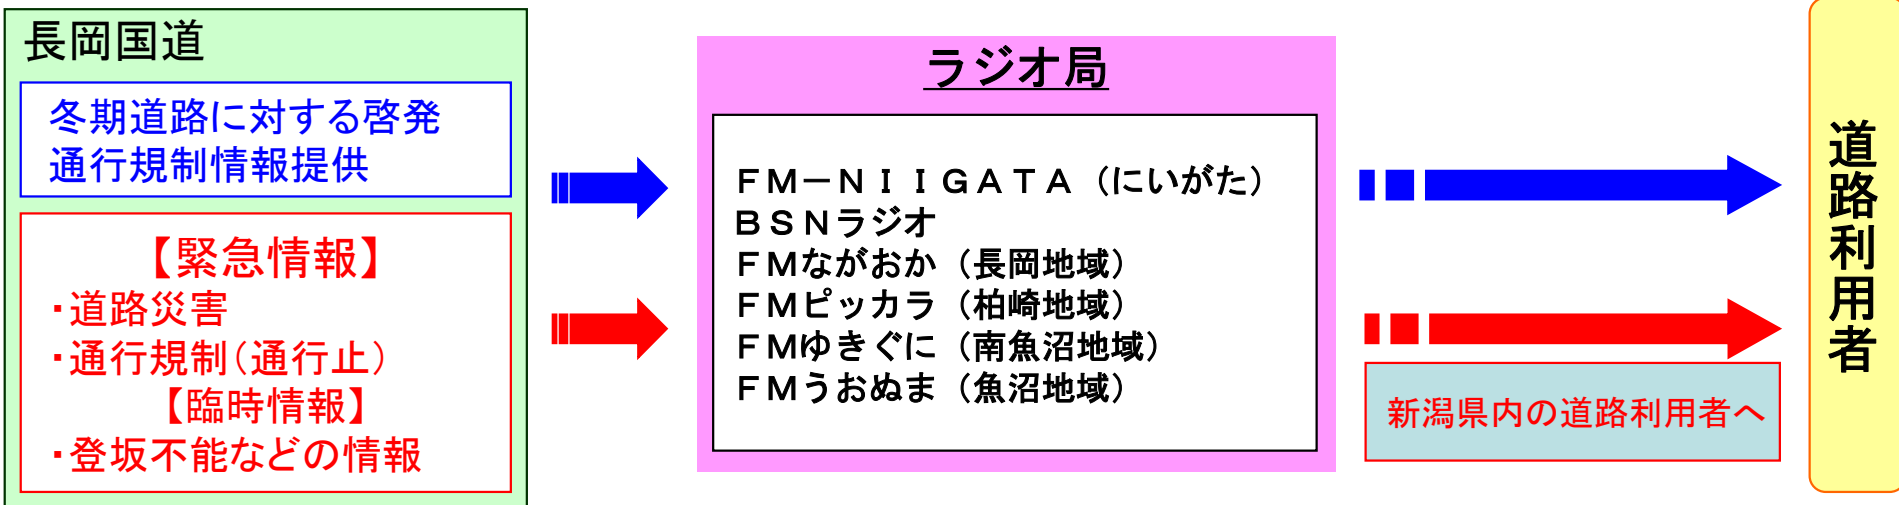 長岡国道
冬期道路に対する啓発
通行規制情報提供
【緊急情報】
・道路災害
・通行規制(通行止)
【臨時情報】
・登坂不能などの情報
ラジオ局
FM-NIIGATA(にいがた)
BSNラジオ
FMながおか(長岡地域)
FMピッカラ(柏崎地域)
FMゆきぐに(南魚沼地域)
FMうおぬま(魚沼地域)
新潟県内の道路利用者へ
道路利用者